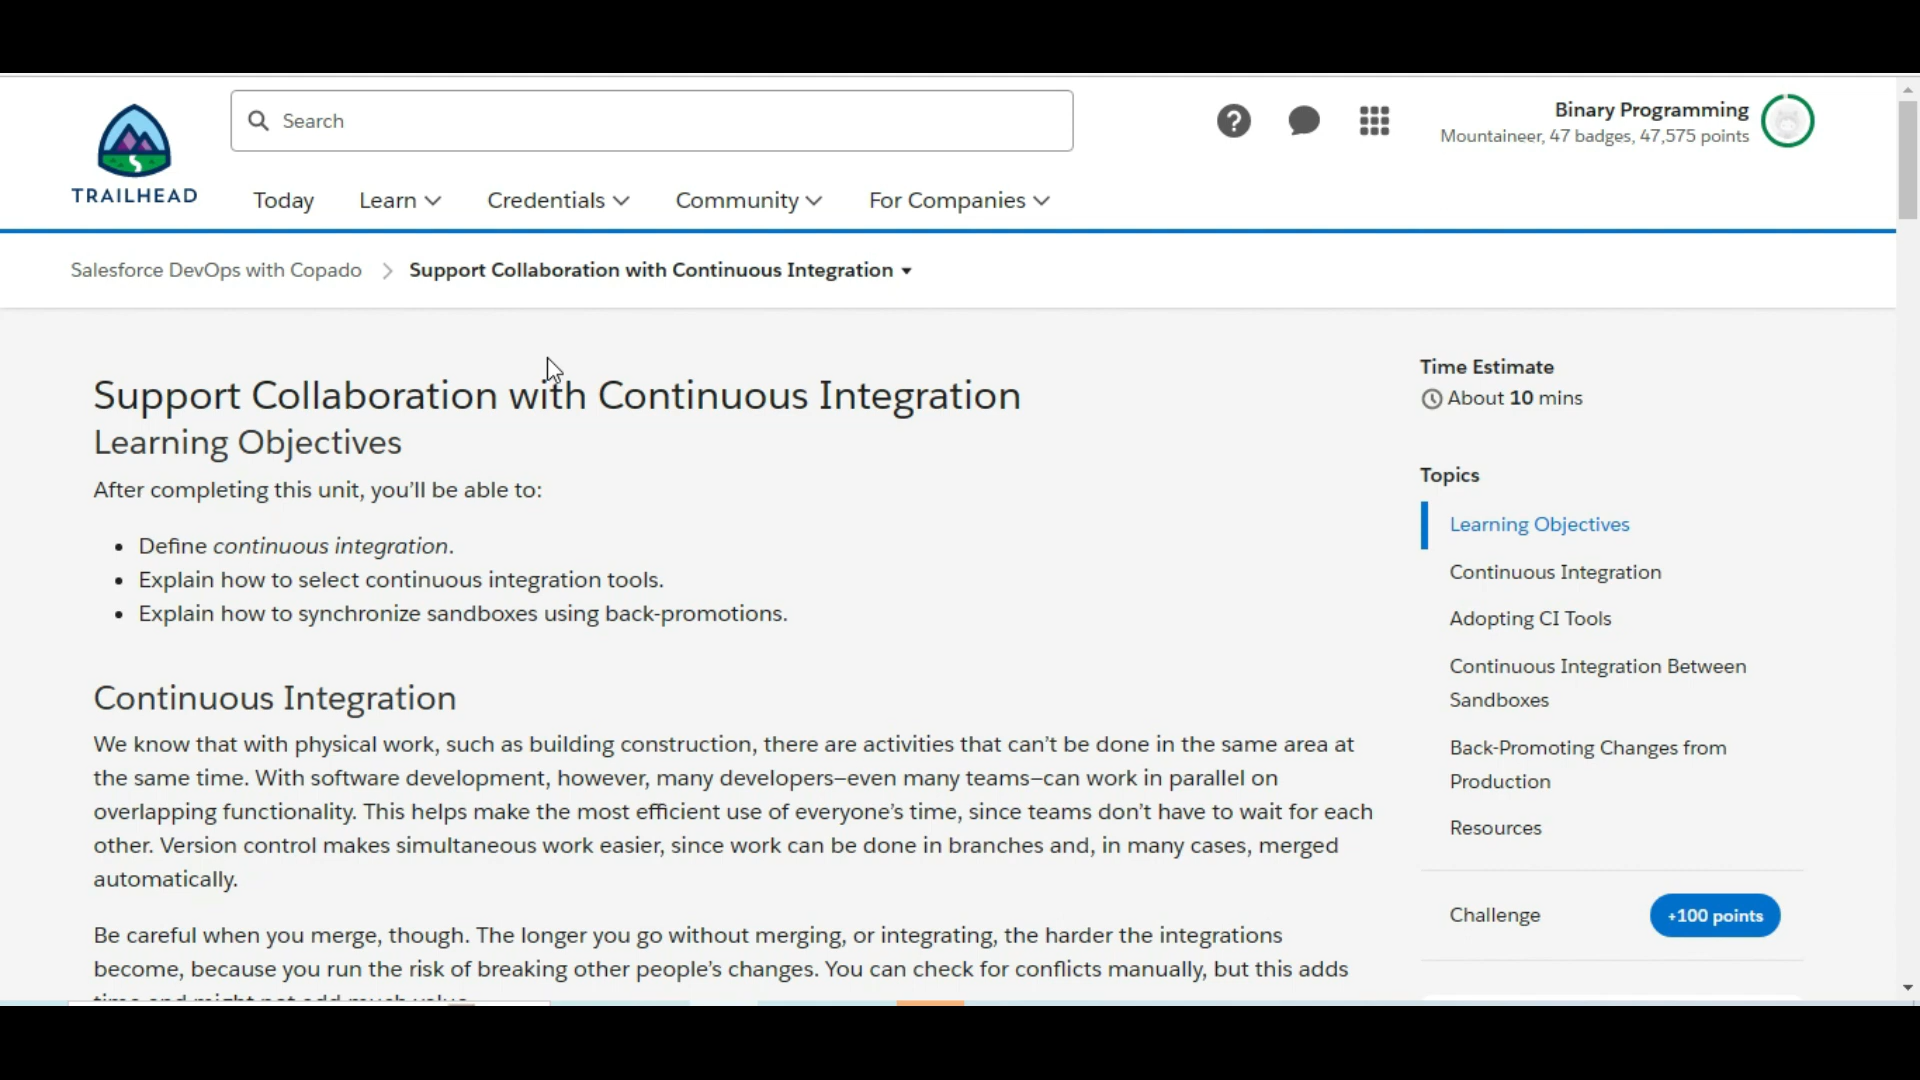 Search
Binary Programming
Mountaineer, 47 badges, 47,575 points
TRAILHEAD
Today Learn Credentials Community For Companies
Salesforce DevOps with Copado Support Collaboration with Continuous Integration
Support Collaboration with Continuous Integration
Learning Objectives
After completing this unit, you'll be able to:
• Define continuous integration.
• Explain how to select continuous integration tools.
• Explain how to synchronize sandboxes using back-promotions.
Continuous Integration
We know that with physical work, such as building construction, there are activities that can't be done in the same area at
the same time. With software development, however, many developers—even many teams—can work in parallel on
overlapping functionality. This helps make the most efficient use of everyone's time, since teams don't have to wait for each
other. Version control makes simultaneous work easier, since work can be done in branches and, in many cases, merged
automatically.
Be careful when you merge, though. The longer you go without merging, or integrating, the harder the integrations
become, because you run the risk of breaking other people's changes. You can check for conflicts manually, but this adds
Time Estimate
About 10 mins
Topics
Learning Objectives
Continuous Integration
Adopting CI Tools
Continuous Integration Between
Sandboxes
Back-Promoting Changes from
Production
Resources
Challenge +100 points